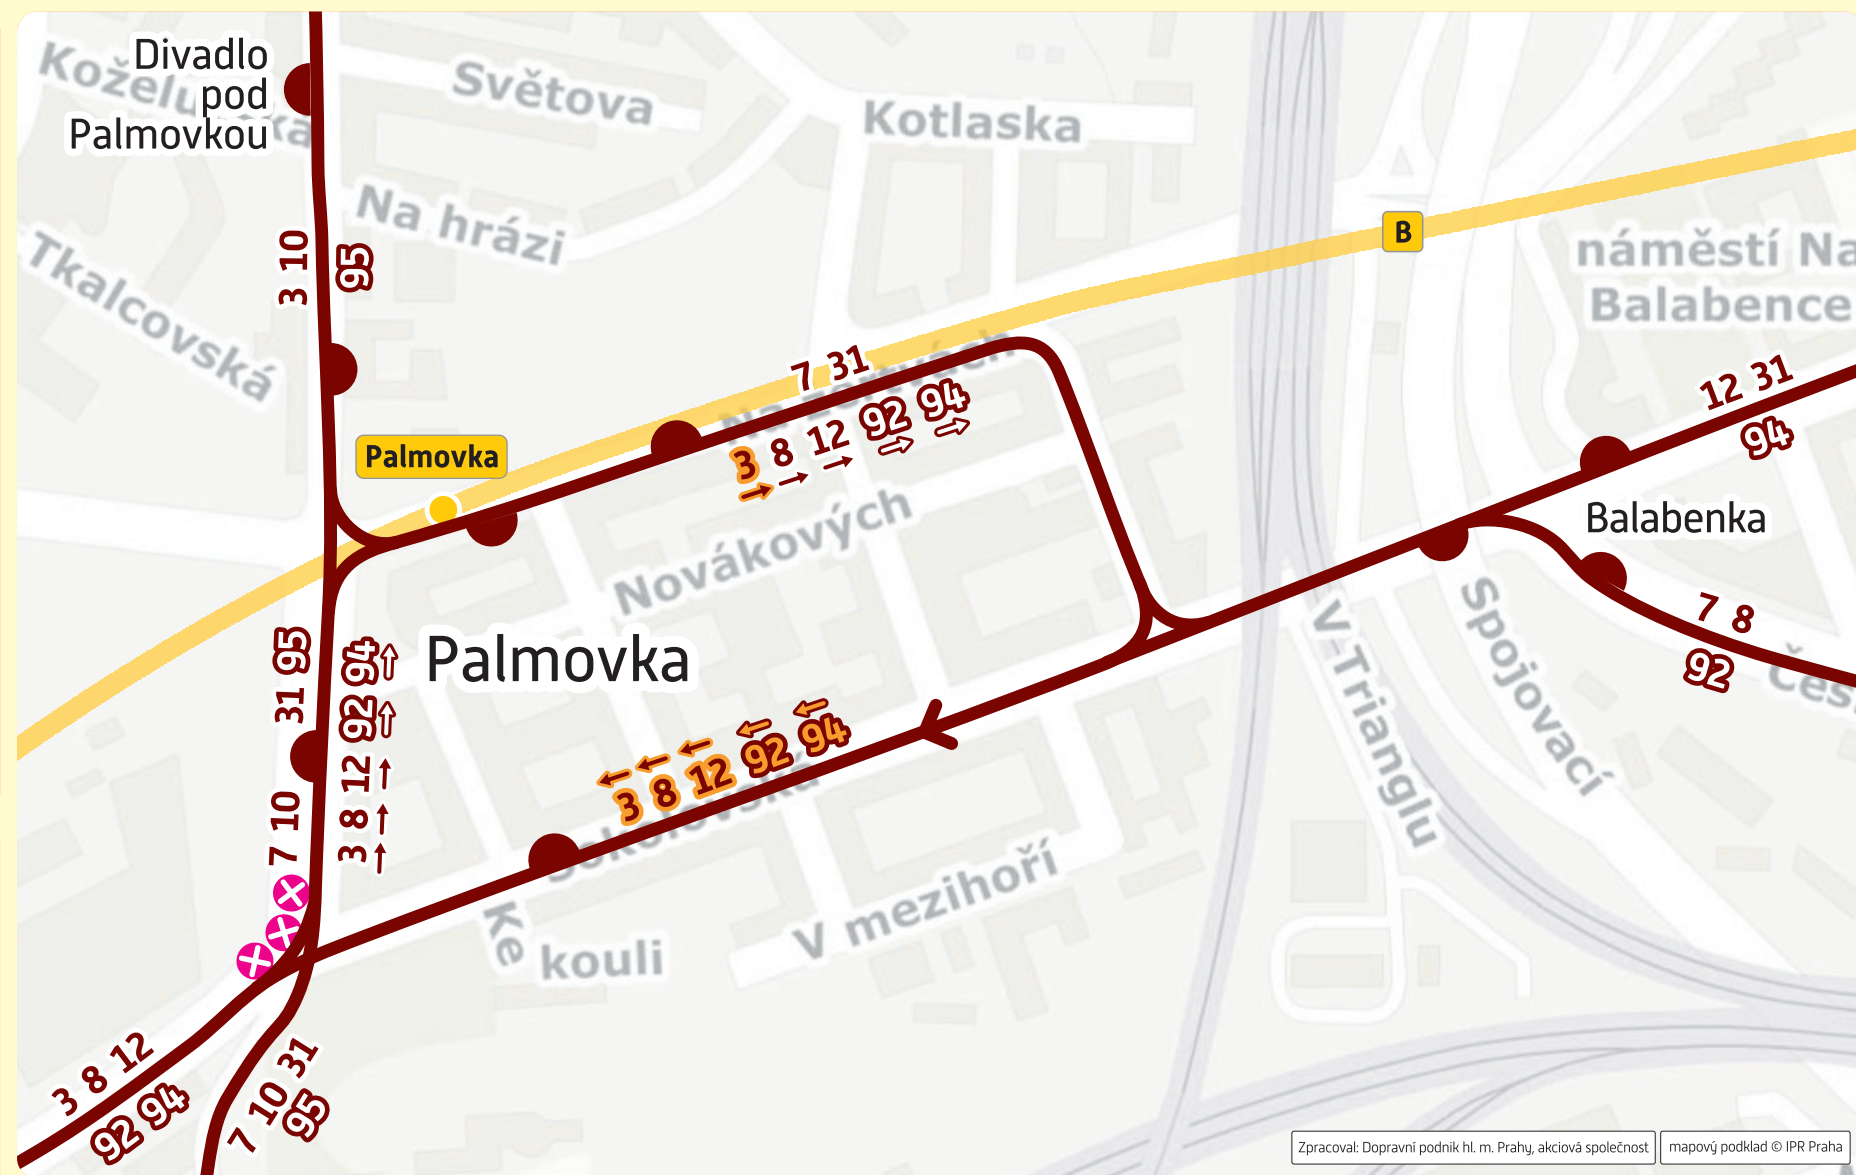 Divadlo
pod
Palmovkou
Světova
Kotlaska
Na hrázi
Tkalcovská
3 10
95
B
náměstí Na
Balabence
7 31
3 8 12 92 94
Palmovka
12 31
94
Balabenka
Novákových
Palmovka
31 95
7 10
92 94
3 8 12
3 8 12 92 94
Sokolovská
7 8
92
V Trianglu
Spojovací
Ke
kouli
V mezihoří
3 8 12
92 94
7 10 31
95
Zpracoval: Dopravní podnik hl. m. Prahy, akciová společnost
mapový podklad © IPR Praha